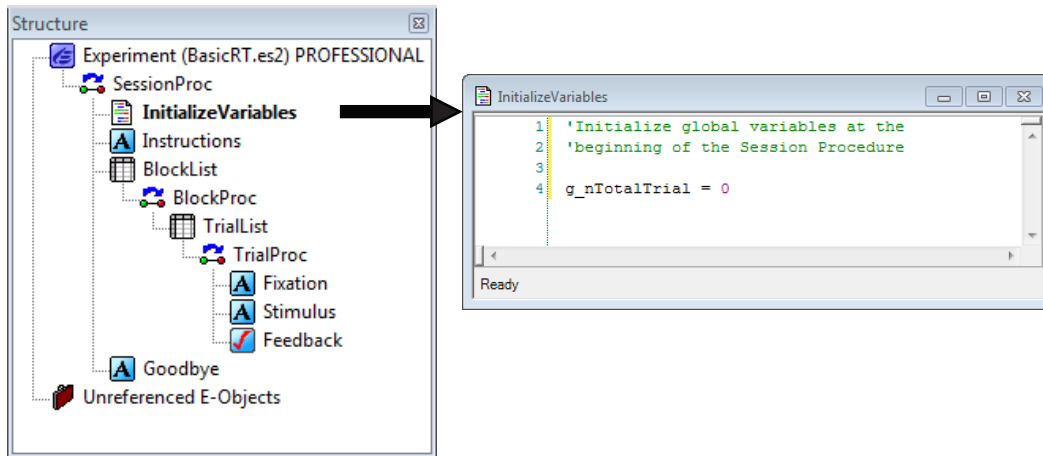 Structure
Experiment (BasicRT.es2) PROFESSIONAL
SessionProc
InitializeVariables
A Instructions
BlockList
BlockProc
TrialList
TrialProc
A Fixation
A Stimulus
Feedback
A Goodbye
Unreferenced E-Objects
InitializeVariables
1 'Initialize global variables at the
2 'beginning of the Session Procedure
3
4 g_nTotalTrial = 0
Ready